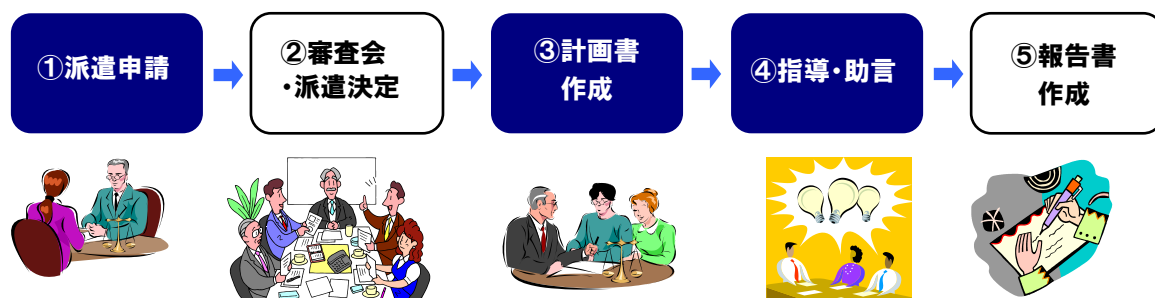 ①派遣申請
②審査会
・派遣決定
③計画書
作成
④指導・助言
⑤報告書
作成